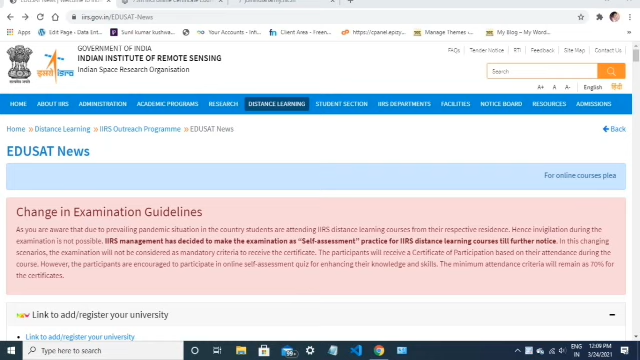 iirs.gov.in/EDUSAT-News
Apps
Edit Page - Data Ent...
Sunil kumar kushwa...
Your Accounts - Inf...
Client Area - Freen...
Manage Themes -...
My Blog / My Word...
GOVERNMENT OF INDIA
INDIAN INSTITUTE OF REMOTE SENSING
Indian Space Research Organisation
FAQs Tender Notice RTI Feedback Site Map Contact Us
Search
A+ A A- English हिन्दी
HOME ABOUT IIRS ADMINISTRATION ACADEMIC PROGRAMS RESEARCH DISTANCE LEARNING STUDENT SECTION IIRS DEPARTMENTS FACILITIES NOTICE BOARD RESOURCES ADMISSIONS
Home » Distance Learning » IIRS Outreach Programme » EDUSAT News Back
EDUSAT News
For online courses plea
Change in Examination Guidelines
As you are aware that due to prevailing pandemic situation in the country students are attending IIRS distance learning courses from their respective residence. Hence invigilation during the
examination is not possible. IIRS management has decided to make the examination as "Self-assessment" practice for IIRS distance learning courses till further notice. In this changing
scenarios, the examination will not be considered as mandatory criteria to receive the certificate. The participants will receive a Certificate of Participation based on their attendance during the
course. However, the participants are encouraged to participate in online self-assessment quiz for enhancing their knowledge and skills. The minimum attendance criteria will remain as 70% for
the certificates.
Link to add/register your university
Link to add/register your university
Type here to search
99+
ENG
IN
12:09 PM
3/24/2021